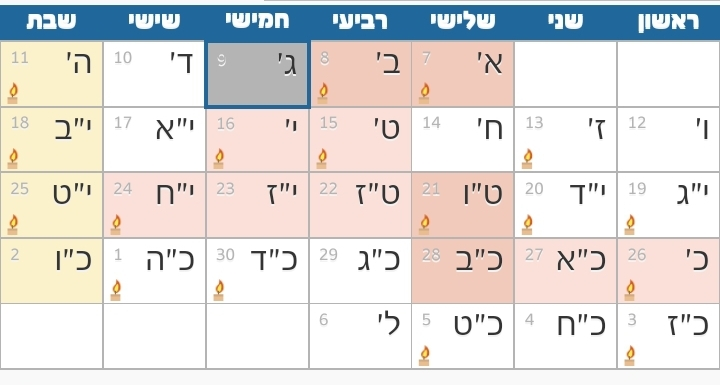 ראשון שני שלישי רביעי חמישי שישי שבת
א' 7 ב' 8 ג' 9 ד' 10 ה' 11
ו' 12 ז' 13 ח' 14 ט' 15 י' 16 י"א 17 י"ב 18
י"ג 19 י"ד 20 ט"ו 21 ט"ז 22 י"ז 23 י"ח 24 י"ט 25
כ' 26 כ"א 27 כ"ב 28 כ"ג 29 כ"ד 30 כ"ה 1 כ"ו 2
כ"ז 3 כ"ח 4 כ"ט 5 ל' 6